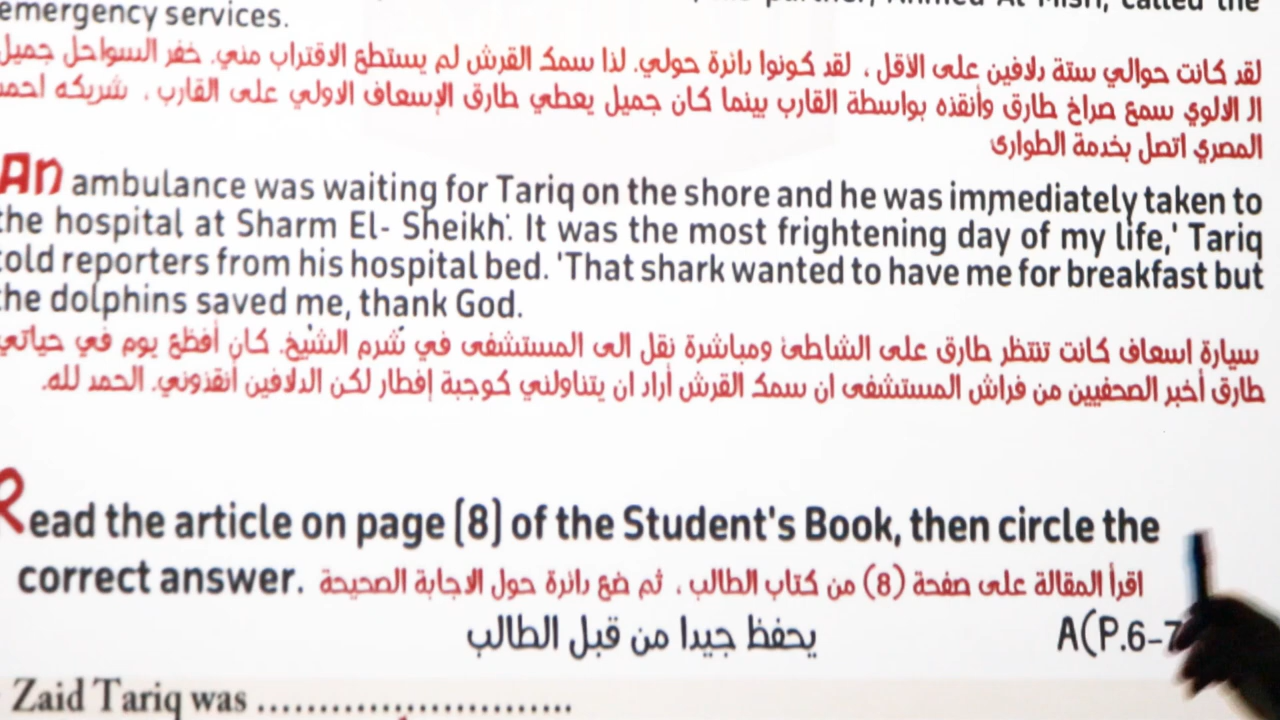 emergency services.
لقد كانت حوالي ستة دلافين على الاقل ، لقد كونوا دائرة حولي. لذا سمك القرش لم يستطع الاقتراب مني. خفر السواحل جميل
ال الالوي سمع صراخ طارق وأنقذه بواسطة القارب بينما كان جميل يعطي طارق الإسعاف الاولي على القارب ، شريكه احمد
المصري اتصل بخدمة الطوارى
An ambulance was waiting for Tariq on the shore and he was immediately taken to
the hospital at Sharm El- Sheikh. 'It was the most frightening day of my life,' Tariq
told reporters from his hospital bed. 'That shark wanted to have me for breakfast but
the dolphins saved me, thank God.
سيارة اسعاف كانت تنتظر طارق على الشاطئ ومباشرة نقل الى المستشفى في شرم الشيخ. كان أفظع يوم في حياتي
طارق أخبر الصحفيين من فراش المستشفى ان سمك القرش أراد ان يتناولني كوجبة إفطار لكن الدلافين انقذوني. الحمد لله.
Read the article on page (8) of the Student's Book, then circle the
correct answer. اقرأ المقالة على صفحة (8) من كتاب الطالب ، ثم ضع دائرة حول الاجابة الصحيحة
يحفظ جيدا من قبل الطالب A(P.6-7
Zaid Tariq was ..........................